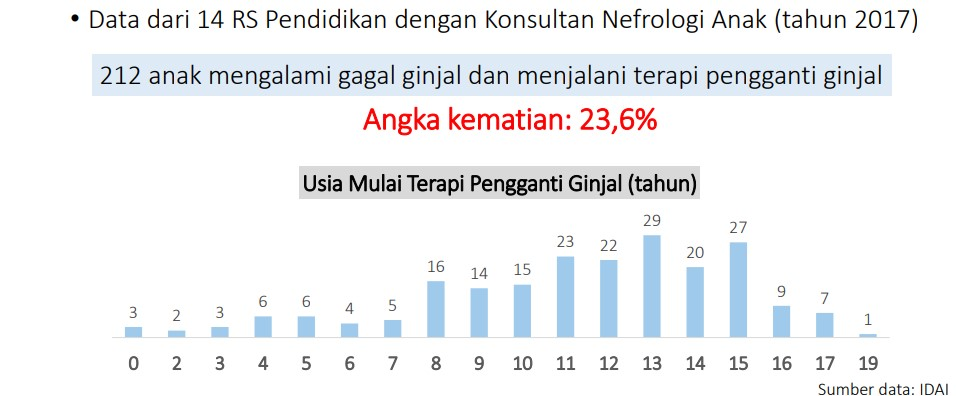 • Data dari 14 RS Pendidikan dengan Konsultan Nefrologi Anak (tahun 2017)
212 anak mengalami gagal ginjal dan menjalani terapi pengganti ginjal
Angka kematian: 23,6%
Usia Mulai Terapi Pengganti Ginjal (tahun)
3 2 3 6 6 4 5 16 14 15 23 22 29 20 27 9 7 1
0 2 3 4 5 6 7 8 9 10 11 12 13 14 15 16 17 19
Sumber data: IDAI